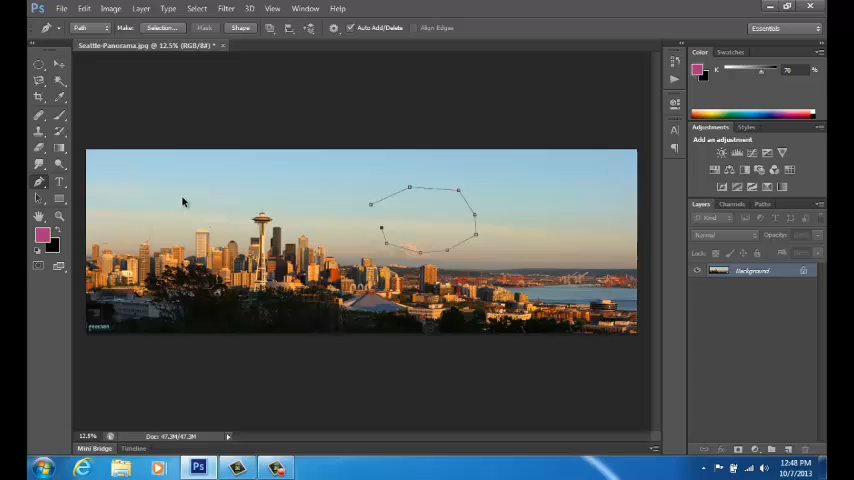 Ps File Edit Image Layer Type Select Filter 3D View Window Help
Path Make: Selection... Mask Shape Auto Add/Delete Align Edges Essentials
Seattle-Panorama.jpg @ 12.5% (RGB/8#) * ×
Color Swatches
K 70 %
Adjustments Styles
Add an adjustment
Layers Channels Paths
Kind
Normal Opacity:
Lock: Fill:
Background
12.5% Doc: 47.3M/47.3M
Mini Bridge Timeline
Ps
12:48 PM
10/7/2013